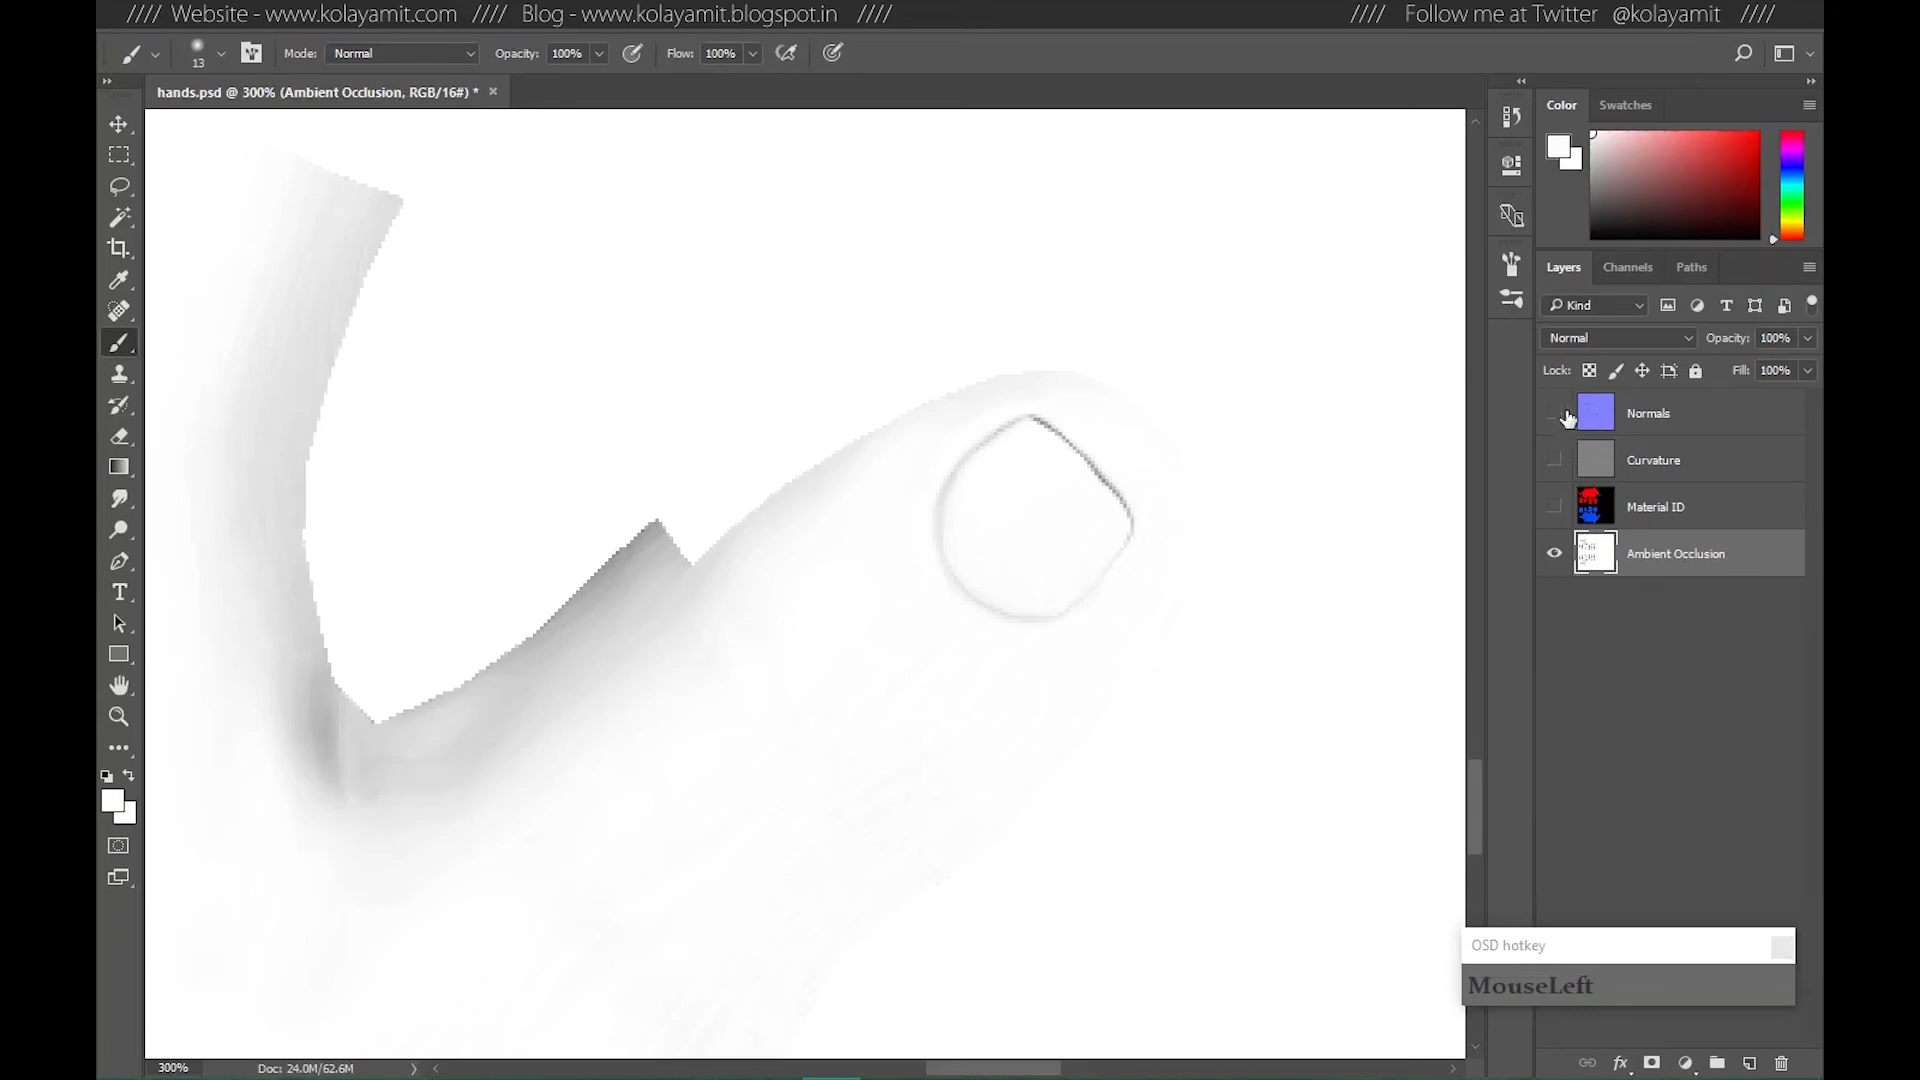 //// Website - www.kolayamit.com //// Blog - www.kolayamit.blogspot.in //// //// Follow me at Twitter @kolayamit ////
13 Mode: Normal Opacity: 100% Flow: 100%
hands.psd @ 300% (Ambient Occlusion, RGB/16#) * ×
Color Swatches
Layers Channels Paths
Kind
Normal Opacity: 100%
Lock: Fill: 100%
Normals
Curvature
Material ID
Ambient Occlusion
OSD hotkey
MouseLeft
300% Doc: 24.0M/62.6M